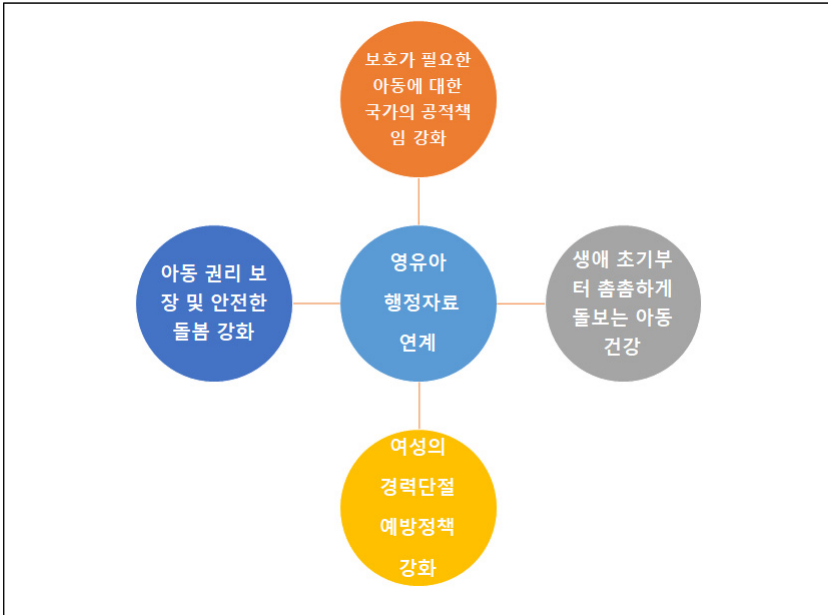 보호가 필요한
아동에 대한
국가의 공적책
임 강화
아동 권리 보
장 및 안전한
돌봄 강화
영유아
행정자료
연계
생애 초기부
터 촘촘하게
돌보는 아동
건강
여성의
경력단절
예방정책
강화